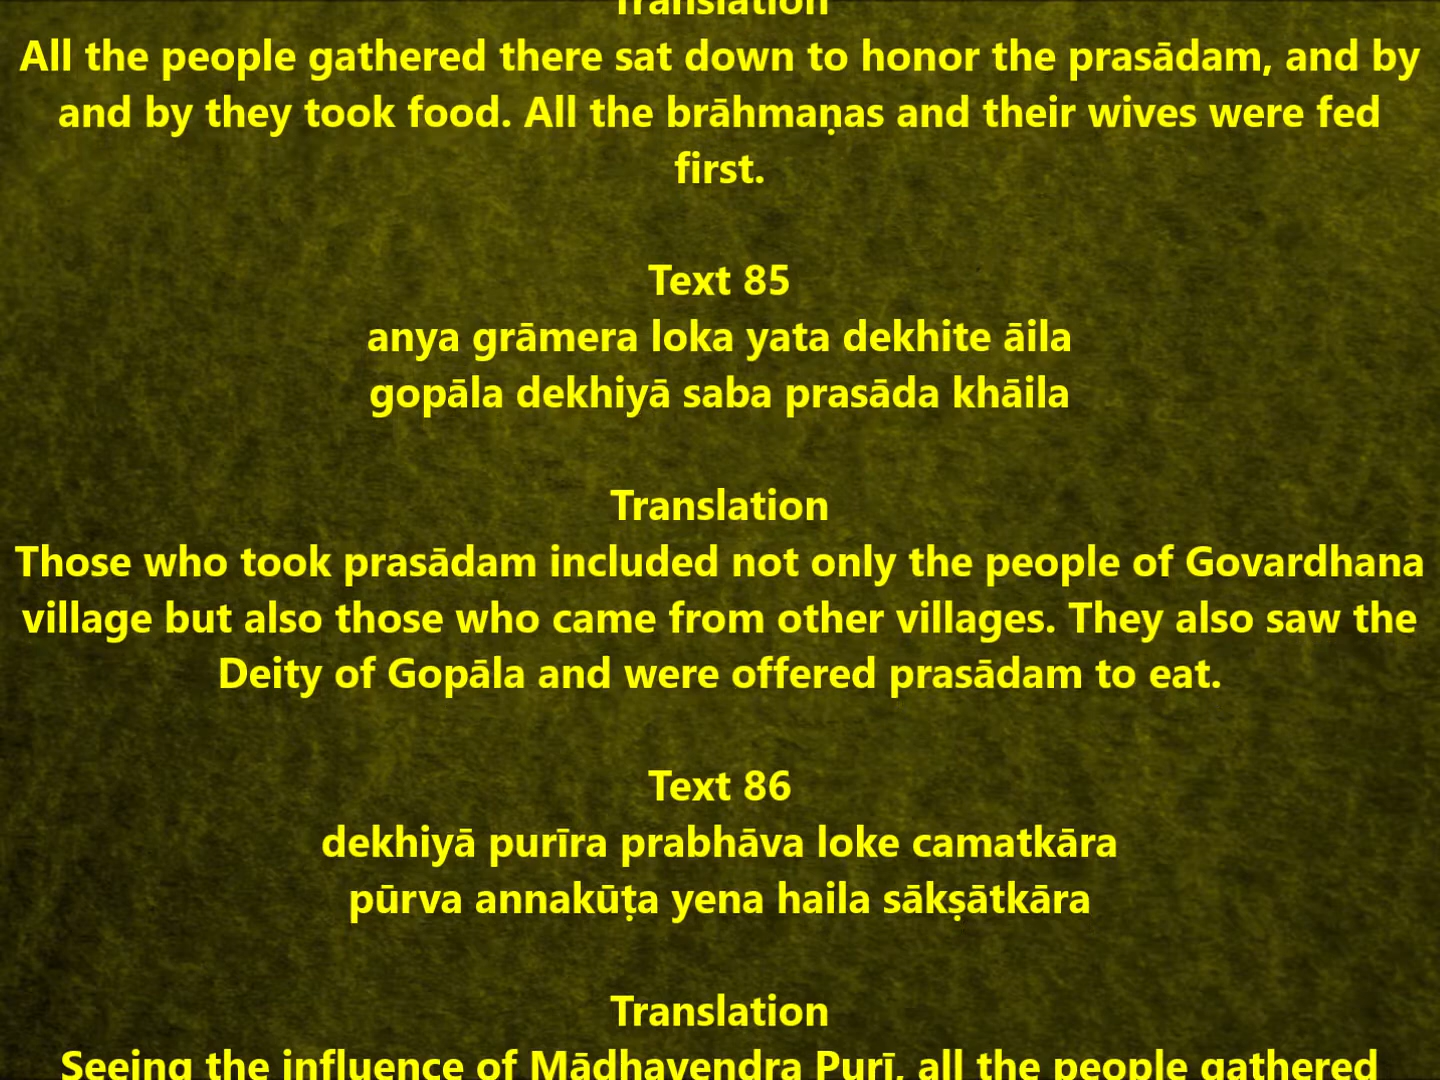 Translation
All the people gathered there sat down to honor the prasādam, and by
and by they took food. All the brāhmaṇas and their wives were fed
first.
Text 85
anya grāmera loka yata dekhite āila
gopāla dekhiyā saba prasāda khāila
Translation
Those who took prasādam included not only the people of Govardhana
village but also those who came from other villages. They also saw the
Deity of Gopāla and were offered prasādam to eat.
Text 86
dekhiyā purīra prabhāva loke camatkāra
pūrva annakūṭa yena haila sākṣātkāra
Translation
Seeing the influence of Mādhavendra Purī, all the people gathered